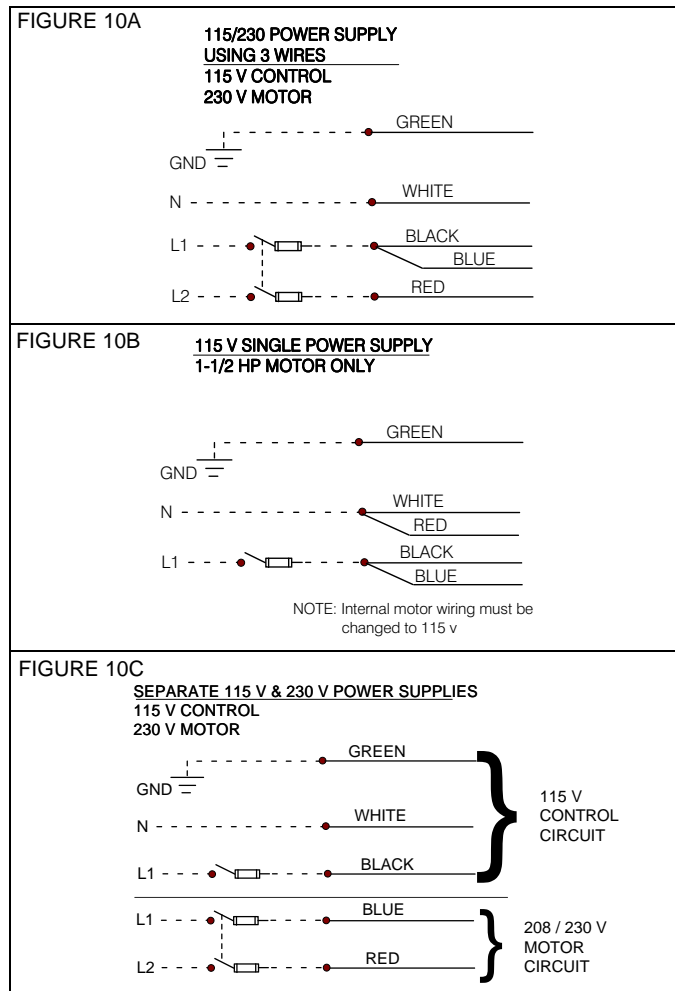 FIGURE 10A
115/230 POWER SUPPLY
USING 3 WIRES
115 V CONTROL
230 V MOTOR
GREEN
GND
WHITE
N
BLACK
L1
BLUE
RED
L2
FIGURE 10B
115 V SINGLE POWER SUPPLY
1-1/2 HP MOTOR ONLY
GREEN
GND
WHITE
N
RED
BLACK
L1
BLUE
NOTE: Internal motor wiring must be
changed to 115 v
FIGURE 10C
SEPARATE 115 V & 230 V POWER SUPPLIES
115 V CONTROL
230 V MOTOR
GREEN
GND
WHITE
N
BLACK
L1
115 V
CONTROL
CIRCUIT
BLUE
L1
RED
L2
208 / 230 V
MOTOR
CIRCUIT